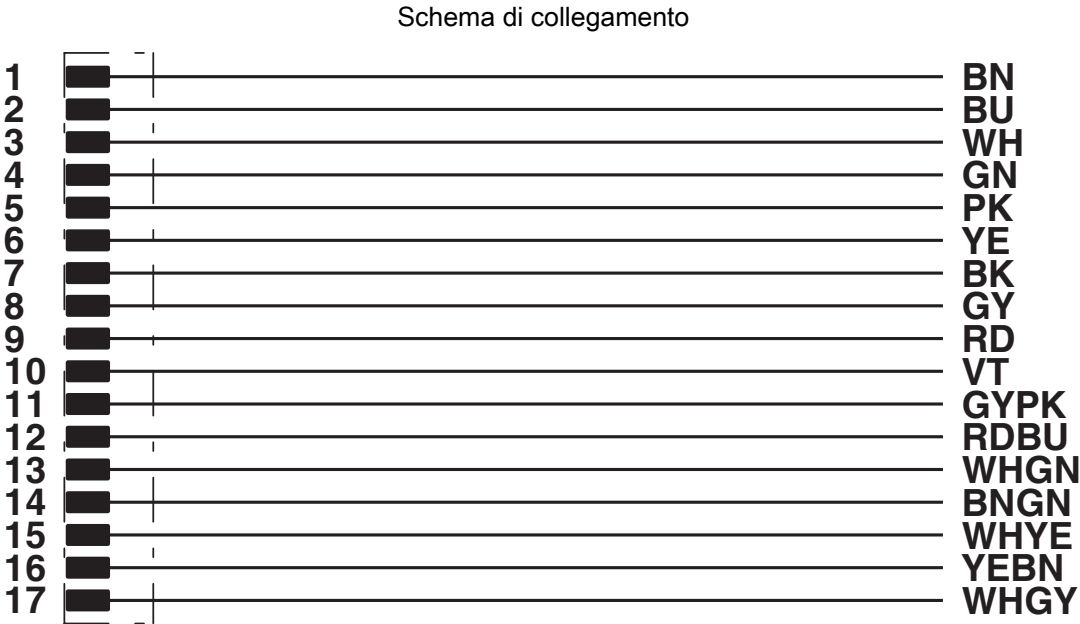 Schema di collegamento
1 BN
2 BU
3 WH
4 GN
5 PK
6 YE
7 BK
8 GY
9 RD
10 VT
11 GYPK
12 RDBU
13 WHGN
14 BNGN
15 WHYE
16 YEBN
17 WHGY